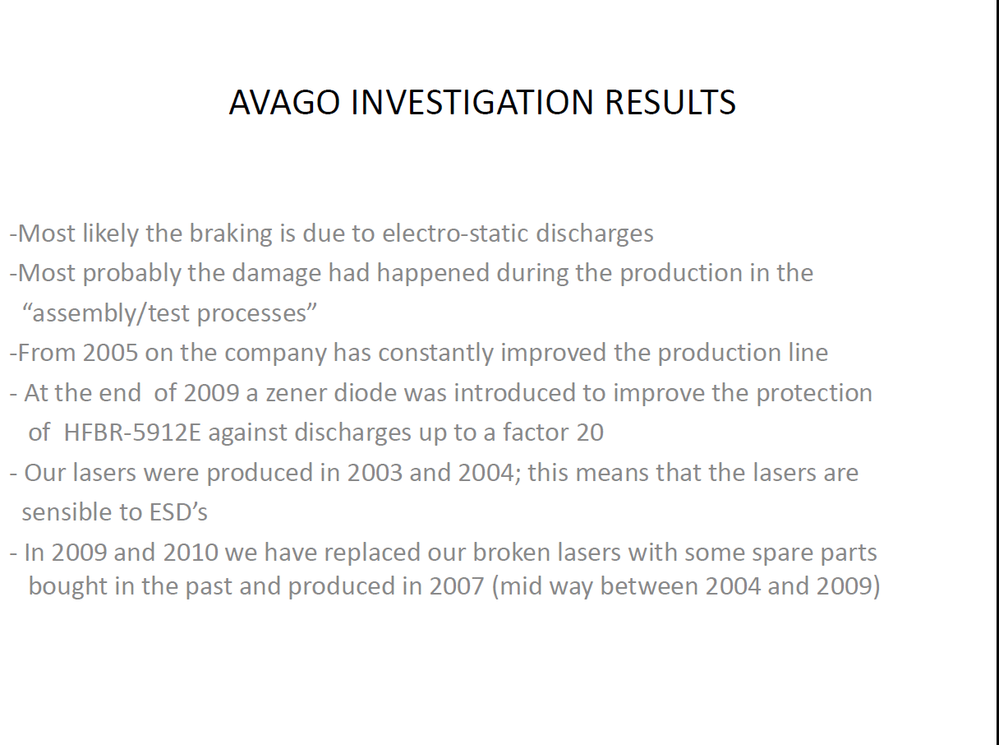 AVAGO INVESTIGATION RESULTS
-Most likely the braking is due to electro-static discharges
-Most probably the damage had happened during the production in the
“assembly/test processes”
-From 2005 on the company has constantly improved the production line
- At the end  of 2009 a zener diode was introduced to improve the protection
of  HFBR-5912E against discharges up to a factor 20
- Our lasers were produced in 2003 and 2004; this means that the lasers are
sensible to ESD’s
- In 2009 and 2010 we have replaced our broken lasers with some spare parts
bought in the past and produced in 2007 (mid way between 2004 and 2009)